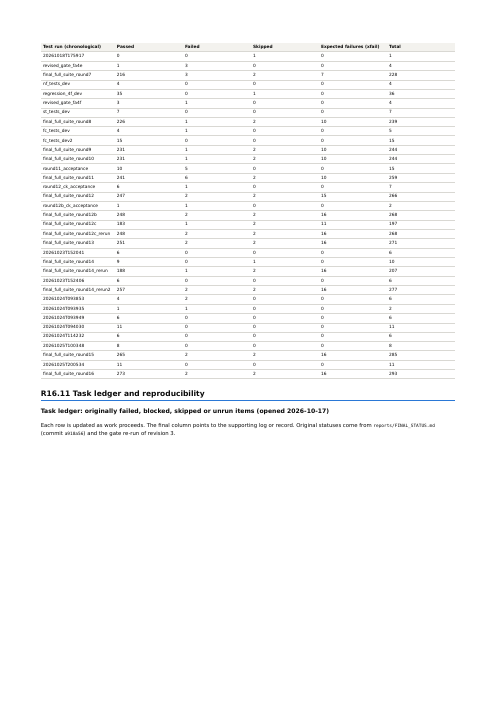 Test run (chronological) Passed Failed Skipped Expected failures (xfail) Total
20261018T175917 0 0 1 0 1
revised_gate_fa4e 1 3 0 0 4
final_full_suite_round7 216 3 2 7 228
nf_tests_dev 4 0 0 0 4
regression_4f_dev 35 0 1 0 36
revised_gate_fa4f 3 1 0 0 4
st_tests_dev 7 0 0 0 7
final_full_suite_round8 226 1 2 10 239
fc_tests_dev 4 1 0 0 5
fc_tests_dev2 15 0 0 0 15
final_full_suite_round9 231 1 2 10 244
final_full_suite_round10 231 1 2 10 244
round11_acceptance 10 5 0 0 15
final_full_suite_round11 241 6 2 10 259
round12_ck_acceptance 6 1 0 0 7
final_full_suite_round12 247 2 2 15 266
round12b_ck_acceptance 1 1 0 0 2
final_full_suite_round12b 248 2 2 16 268
final_full_suite_round12c 183 1 2 11 197
final_full_suite_round12c_rerun 248 2 2 16 268
final_full_suite_round13 251 2 2 16 271
20261023T152041 6 0 0 0 6
final_full_suite_round14 9 0 1 0 10
final_full_suite_round14_rerun 188 1 2 16 207
20261023T152406 6 0 0 0 6
final_full_suite_round14_rerun2 257 2 2 16 277
20261024T093853 4 2 0 0 6
20261024T093935 1 1 0 0 2
20261024T093949 6 0 0 0 6
20261024T094033 11 0 0 0 11
20261024T114232 6 0 0 0 6
20261025T100348 8 0 0 0 8
final_full_suite_round15 265 2 2 16 285
20261025T200534 11 0 0 0 11
final_full_suite_round16 273 2 2 16 293
R16.11 Task ledger and reproducibility
Task ledger: originally failed, blocked, skipped or unrun items (opened 2026-10-17)
Each row is updated as work proceeds. The final column points to the supporting log or record. Original statuses come from reports/FINAL_STATUS.md
(commit a918a56) and the gate re-run of revision 3.